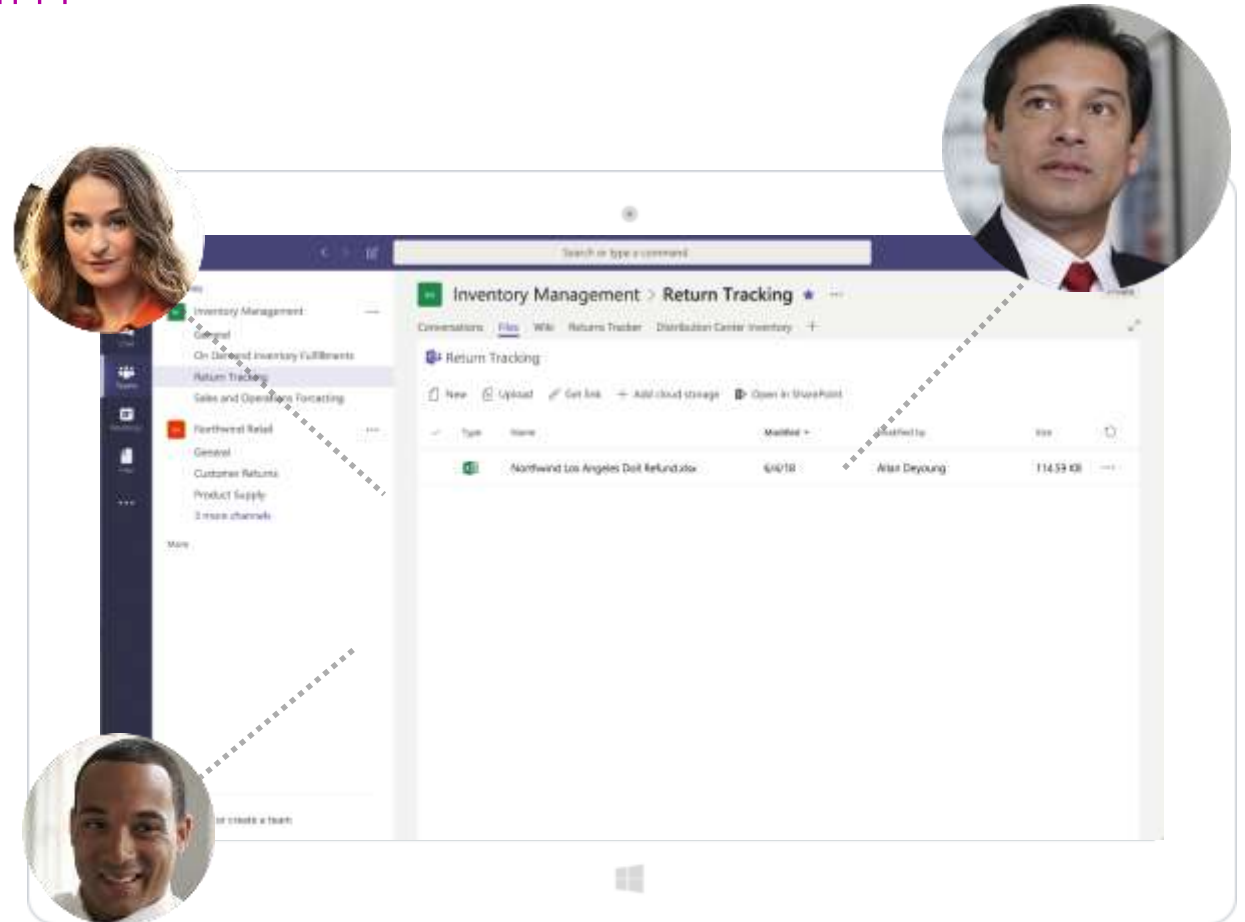 Search or type a command
Inventory Management > Return Tracking
Conversations Files Wiki Returns Tracker Distribution Center Inventory +
Return Tracking
New Upload Get link + Add cloud storage Open in SharePoint
Type Name Modified Modified by Size
Northwind Los Angeles Doit Refund.xlsx 6/4/18 Allan Deyoung 114.59 KB
Inventory Management
General
On Demand Inventory Fulfillments
Return Tracking
Sales and Operations Forcasting
Northwind Retail
General
Customer Returns
Product Supply
3 more channels
More
or create a team
Teams